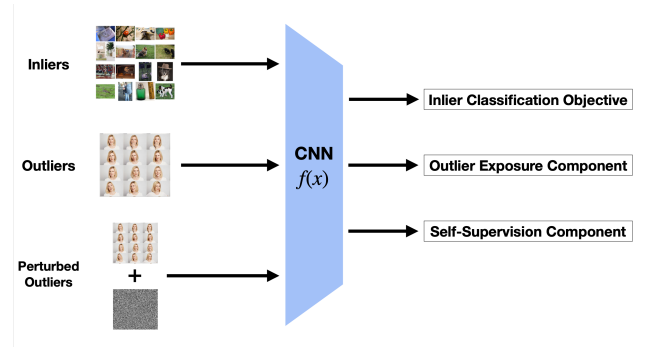 Inliers
Outliers
Perturbed
Outliers
+
CNN
f(x)
Inlier Classification Objective
Outlier Exposure Component
Self-Supervision Component